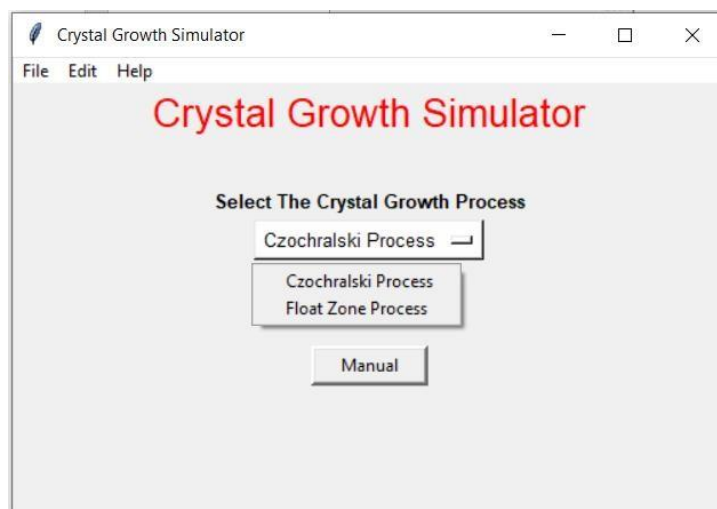 Crystal Growth Simulator
File Edit Help
Crystal Growth Simulator
Select The Crystal Growth Process
Czochralski Process
Czochralski Process
Float Zone Process
Manual